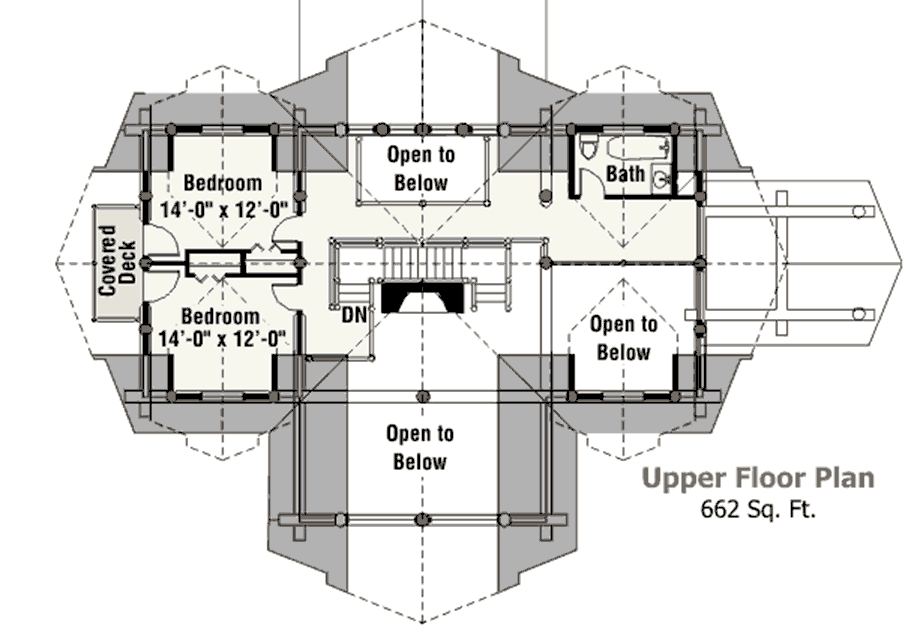 Open to
Below
Bedroom
14'-0" x 12'-0"
Bath
Covered
Deck
Bedroom
14'-0" x 12'-0"
DN
Open to
Below
Open to
Below
Upper Floor Plan
662 Sq. Ft.